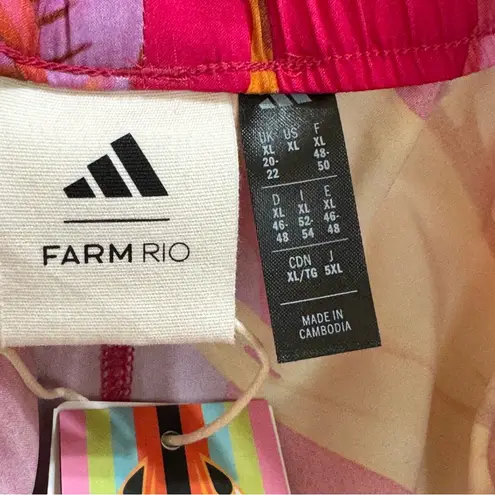 FARM RIO
UK US F
XL XL XL
20- 48-
22 50
D I E
XL XL XL
46- 52- 46-
48 54 48
CDN J
XL/TG 5XL
MADE IN
CAMBODIA